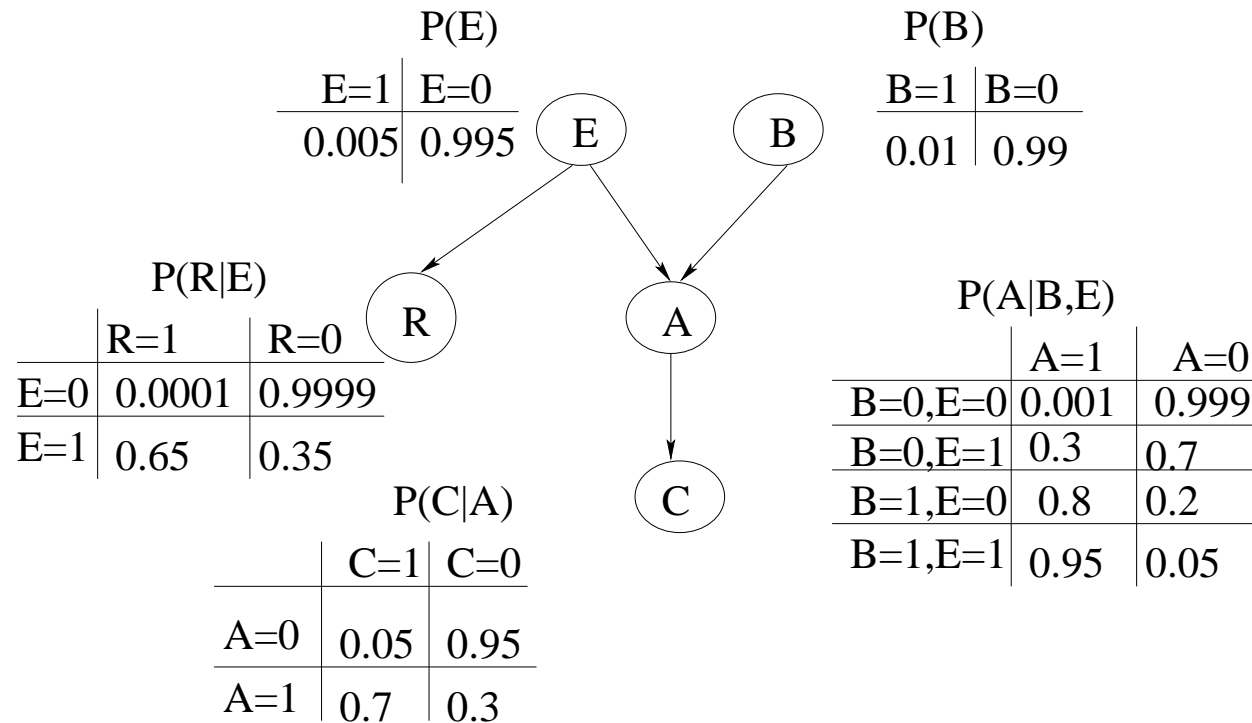 P(E)
E=1 E=0
0.005 0.995
E
B
P(B)
B=1 B=0
0.01 0.99
P(R|E)
R=1 R=0
E=0 0.0001 0.9999
E=1 0.65 0.35
R
A
P(A|B,E)
A=1 A=0
B=0,E=0 0.001 0.999
B=0,E=1 0.3 0.7
B=1,E=0 0.8 0.2
B=1,E=1 0.95 0.05
C
P(C|A)
C=1 C=0
A=0 0.05 0.95
A=1 0.7 0.3